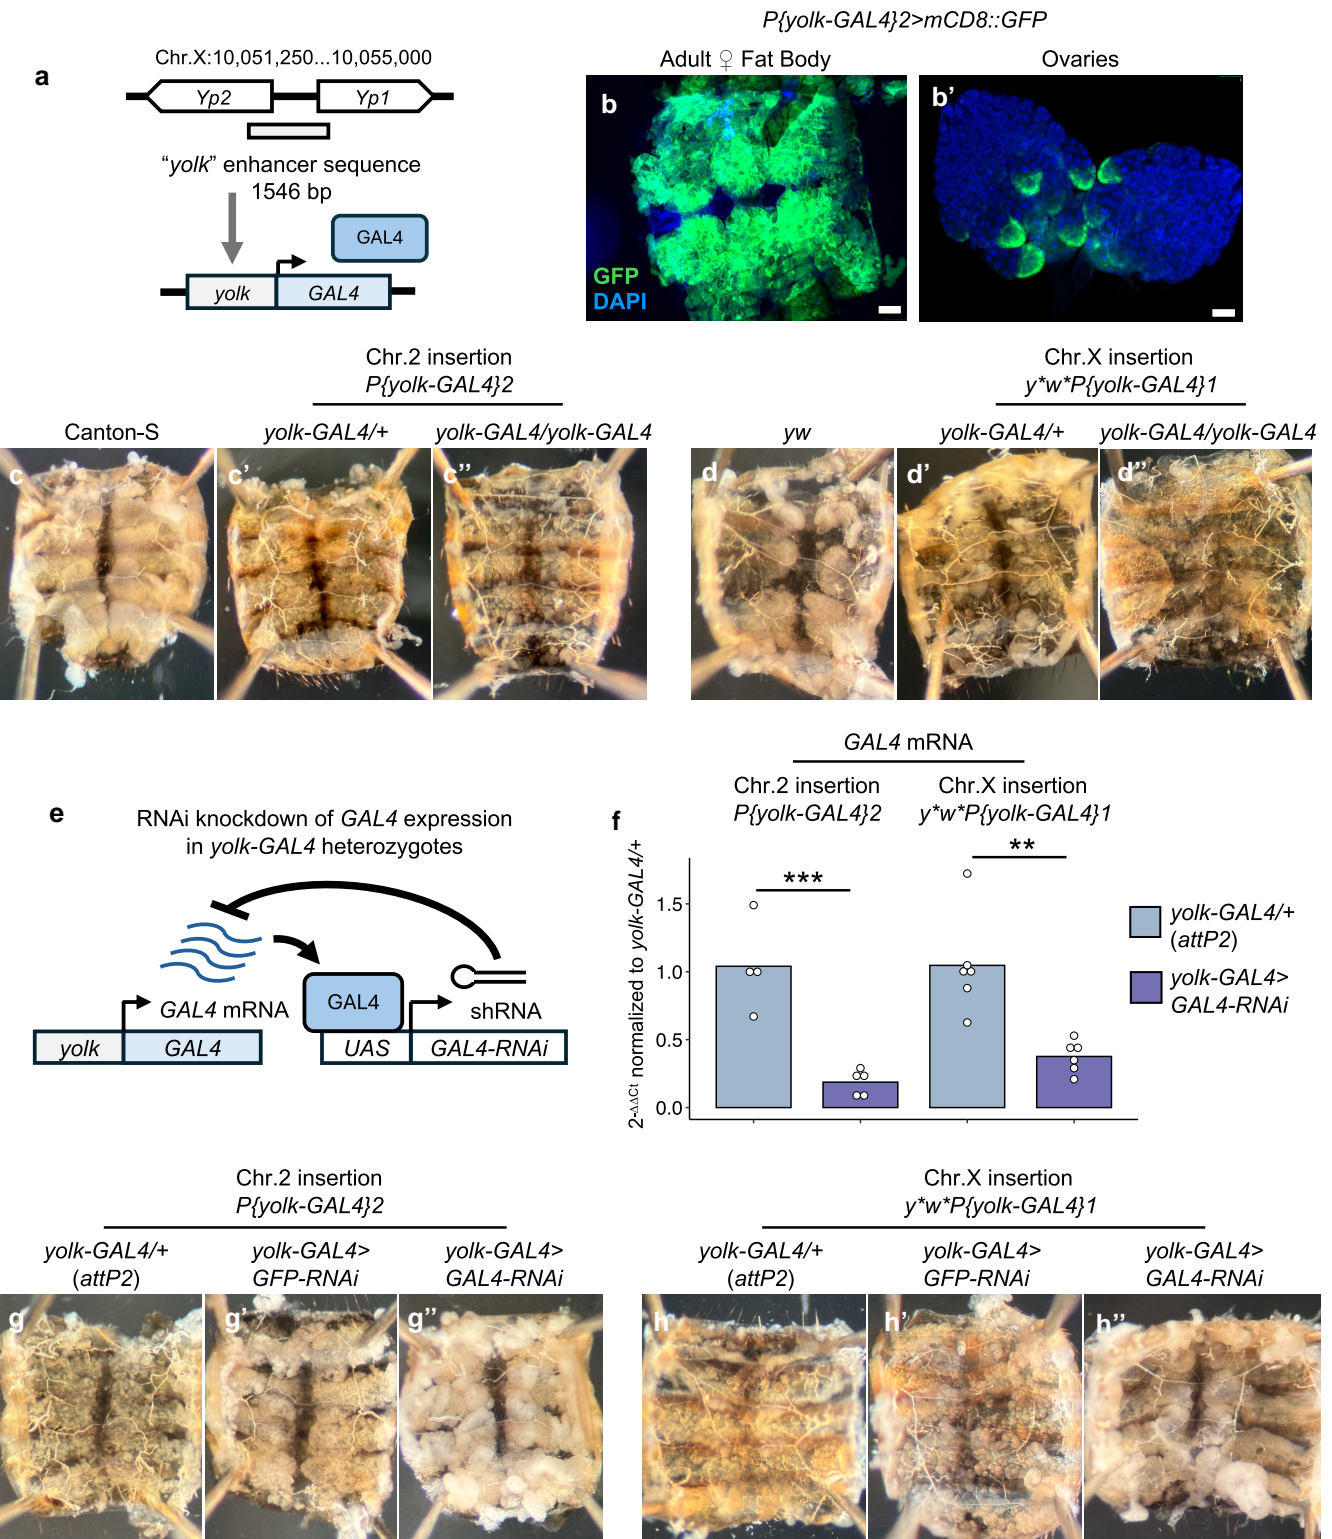 P{yolk-GAL4}2>mCD8::GFP
a
Chr.X:10,051,250...10,055,000
Yp2
Yp1
“yolk” enhancer sequence
1546 bp
GAL4
yolk
GAL4
Adult ♀ Fat Body
Ovaries
b
b’
GFP
DAPI
Chr.2 insertion
P{yolk-GAL4}2
Chr.X insertion
y*w*P{yolk-GAL4}1
Canton-S
yolk-GAL4/+
yolk-GAL4/yolk-GAL4
yw
yolk-GAL4/+
yolk-GAL4/yolk-GAL4
c
c’
c’’
d
d’
d’’
e
RNAi knockdown of GAL4 expression
in yolk-GAL4 heterozygotes
GAL4 mRNA
GAL4
shRNA
yolk
GAL4
UAS
GAL4-RNAi
f
GAL4 mRNA
Chr.2 insertion
P{yolk-GAL4}2
Chr.X insertion
y*w*P{yolk-GAL4}1
2-ΔΔCt normalized to yolk-GAL4/+
1.5
1.0
0.5
0.0
***
**
yolk-GAL4/+
(attP2)
yolk-GAL4>
GAL4-RNAi
Chr.2 insertion
P{yolk-GAL4}2
Chr.X insertion
y*w*P{yolk-GAL4}1
yolk-GAL4/+
(attP2)
yolk-GAL4>
GFP-RNAi
yolk-GAL4>
GAL4-RNAi
yolk-GAL4/+
(attP2)
yolk-GAL4>
GFP-RNAi
yolk-GAL4>
GAL4-RNAi
g
g’
g’’
h
h’
h’’